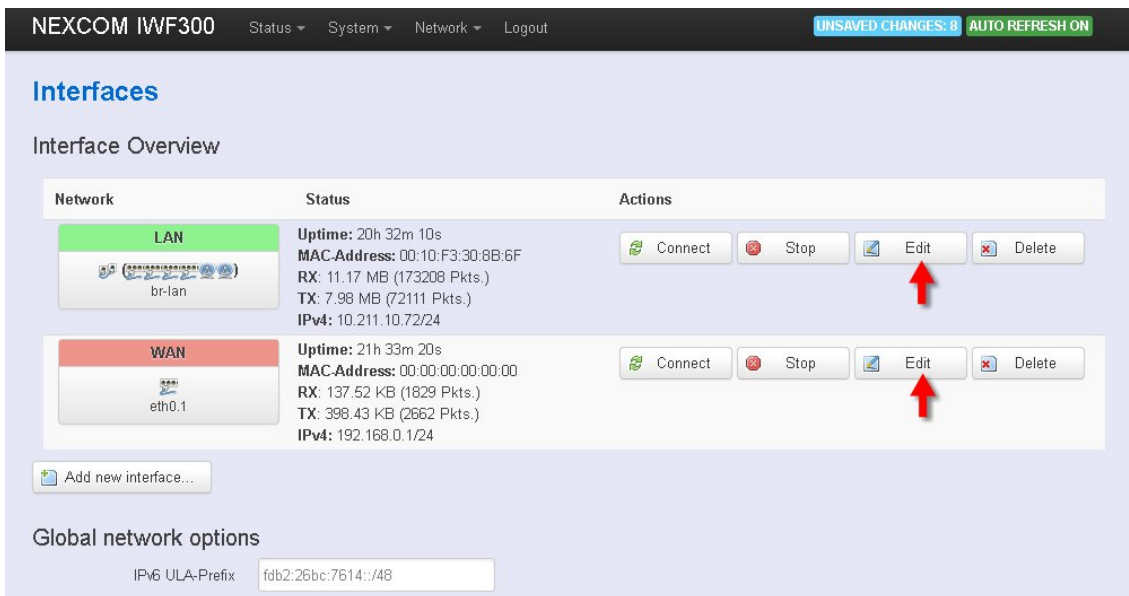 NEXCOM IWF300 Status System Network Logout UNSAVED CHANGES: 8 AUTO REFRESH ON
Interfaces
Interface Overview
Network Status Actions
LAN
br-lan
Uptime: 20h 32m 10s
MAC-Address: 00:10:F3:30:8B:6F
RX: 11.17 MB (173208 Pkts.)
TX: 7.98 MB (72111 Pkts.)
IPv4: 10.211.10.72/24
Connect Stop Edit Delete
WAN
eth0.1
Uptime: 21h 33m 20s
MAC-Address: 00:00:00:00:00:00
RX: 137.52 KB (1829 Pkts.)
TX: 398.43 KB (2662 Pkts.)
IPv4: 192.168.0.1/24
Connect Stop Edit Delete
Add new interface...
Global network options
IPv6 ULA-Prefix fdb2:26bc:7614::/48